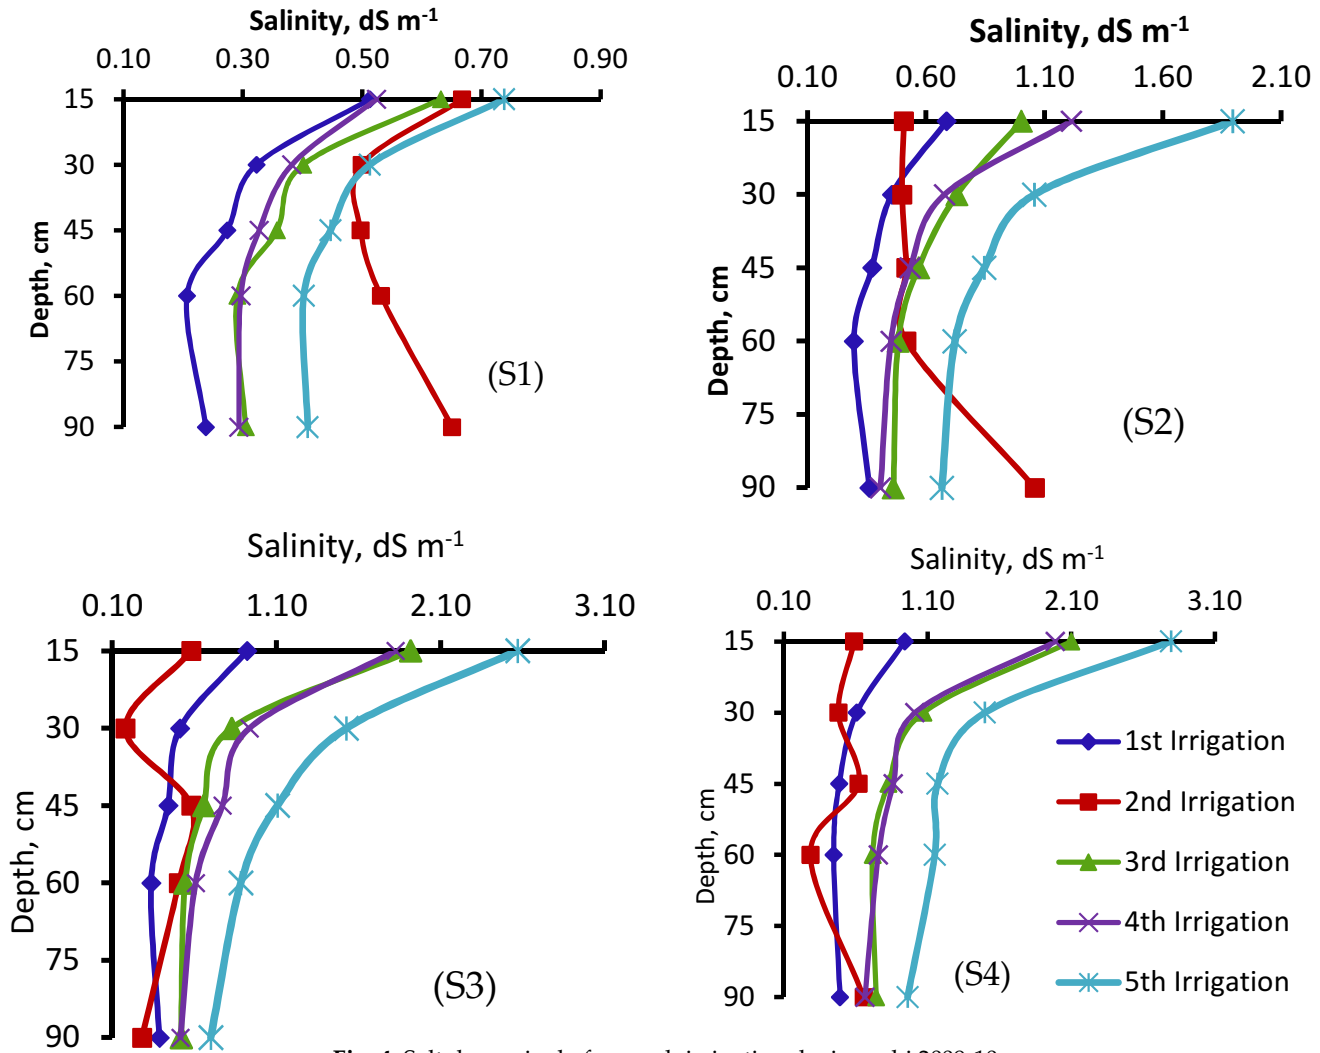 Salinity, dS m-1
0.10 0.30 0.50 0.70 0.90
15
30
45
60
75
90
Depth, cm
(S1)
Salinity, dS m-1
0.10 0.60 1.10 1.60 2.10
15
30
45
60
75
90
Depth, cm
(S2)
Salinity, dS m-1
0.10 1.10 2.10 3.10
15
30
45
60
75
90
Depth, cm
(S3)
Salinity, dS m-1
0.10 1.10 2.10 3.10
15
30
45
60
75
90
Depth, cm
(S4)
1st Irrigation
2nd Irrigation
3rd Irrigation
4th Irrigation
5th Irrigation